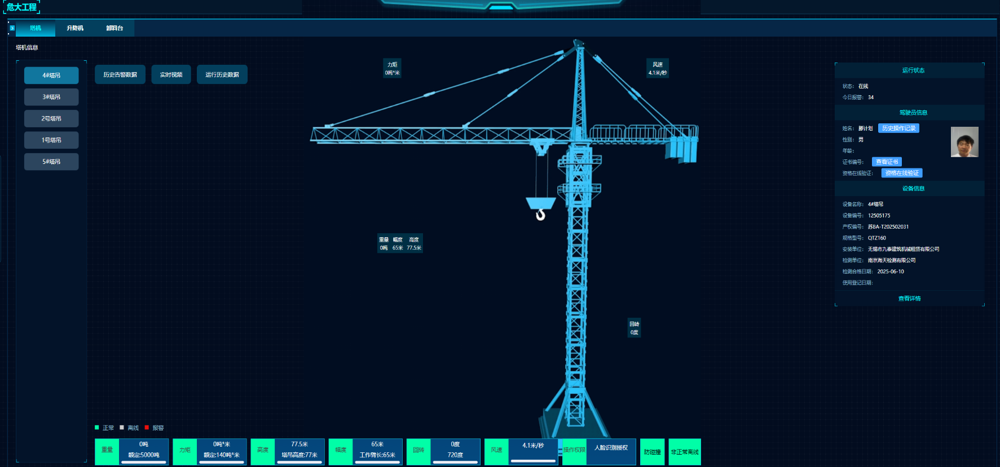 危大工程
塔机 升降机 卸料台
塔机信息
4#塔吊
3#塔吊
2号塔吊
1号塔吊
5#塔吊
历史告警数据 实时视频 运行历史数据
力矩
0吨*米
风速
4.1米/秒
重量 幅度 高度
0吨 65米 77.5米
回转
0度
运行状态
状态: 在线
今日报警: 34
驾驶员信息
姓名: 滕计划 历史操作记录
性别: 男
年龄:
证书编号: 查看证书
资格在线验证: 资格在线验证
设备信息
设备名称: 4#塔吊
设备编号: 12505175
产权编号: 苏BA-T202502031
规格型号: QTZ160
安装单位: 无锡市九泰建筑机械租赁有限公司
检测单位: 南京海天检测有限公司
检测合格日期: 2025-06-10
使用登记日期:
查看详情
正常 离线 报警
重量 0吨
额定:5000吨
力矩 0吨*米
额定:140吨*米
高度 77.5米
塔吊高度:77米
幅度 65米
工作臂长:65米
回转 0度
720度
风速 4.1米/秒
操作权限 人脸识别授权
防碰撞
非正常离线